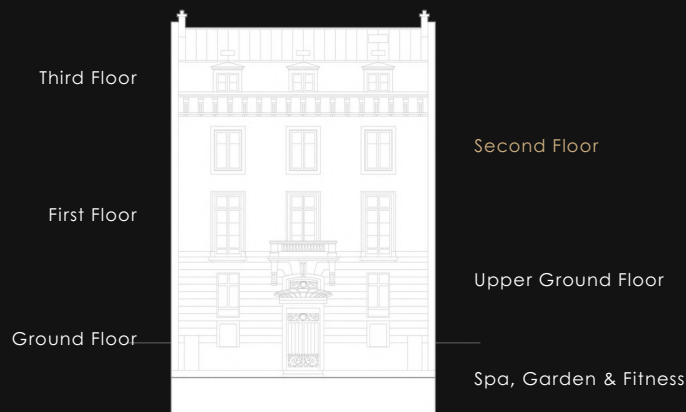 Third Floor
Second Floor
First Floor
Upper Ground Floor
Ground Floor
Spa, Garden & Fitness